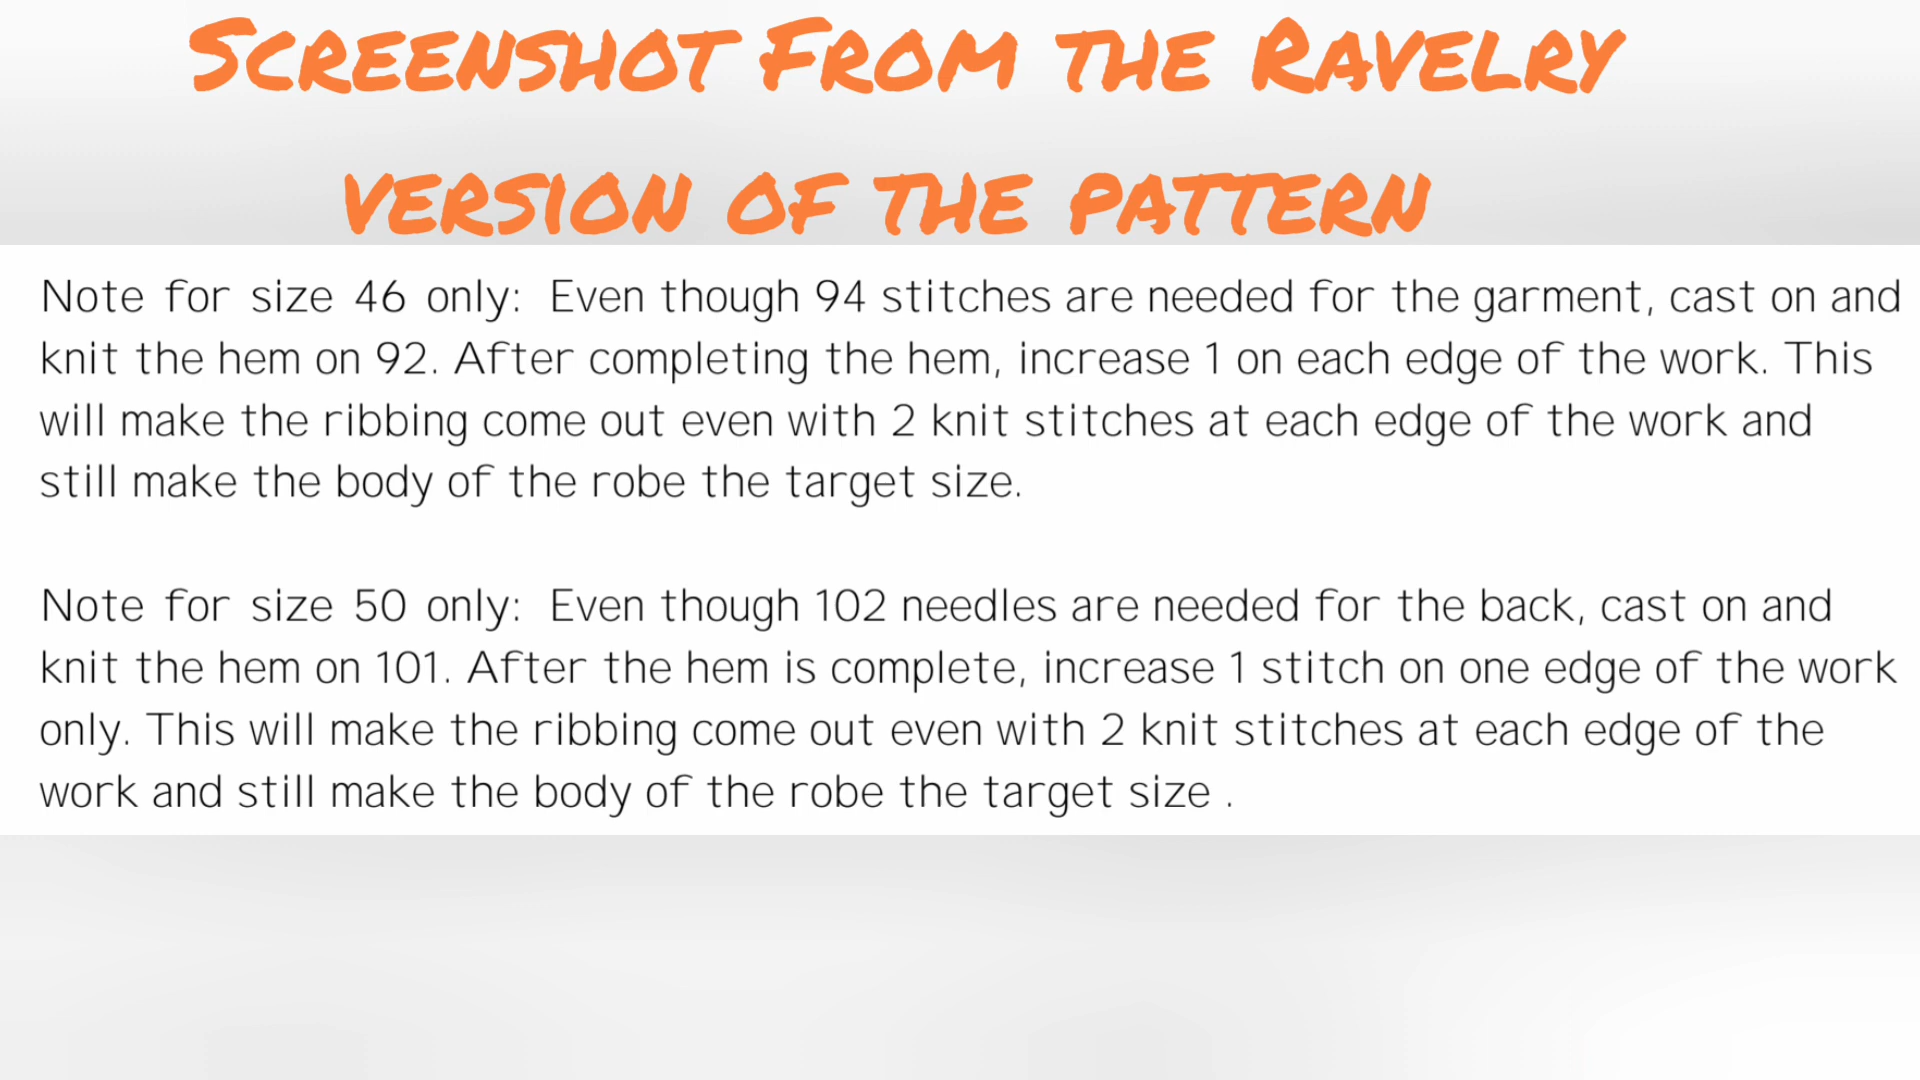 Screenshot From the Ravelry
version of the pattern
Note for size 46 only: Even though 94 stitches are needed for the garment, cast on and
knit the hem on 92. After completing the hem, increase 1 on each edge of the work. This
will make the ribbing come out even with 2 knit stitches at each edge of the work and
still make the body of the robe the target size.
Note for size 50 only: Even though 102 needles are needed for the back, cast on and
knit the hem on 101. After the hem is complete, increase 1 stitch on one edge of the work
only. This will make the ribbing come out even with 2 knit stitches at each edge of the
work and still make the body of the robe the target size .